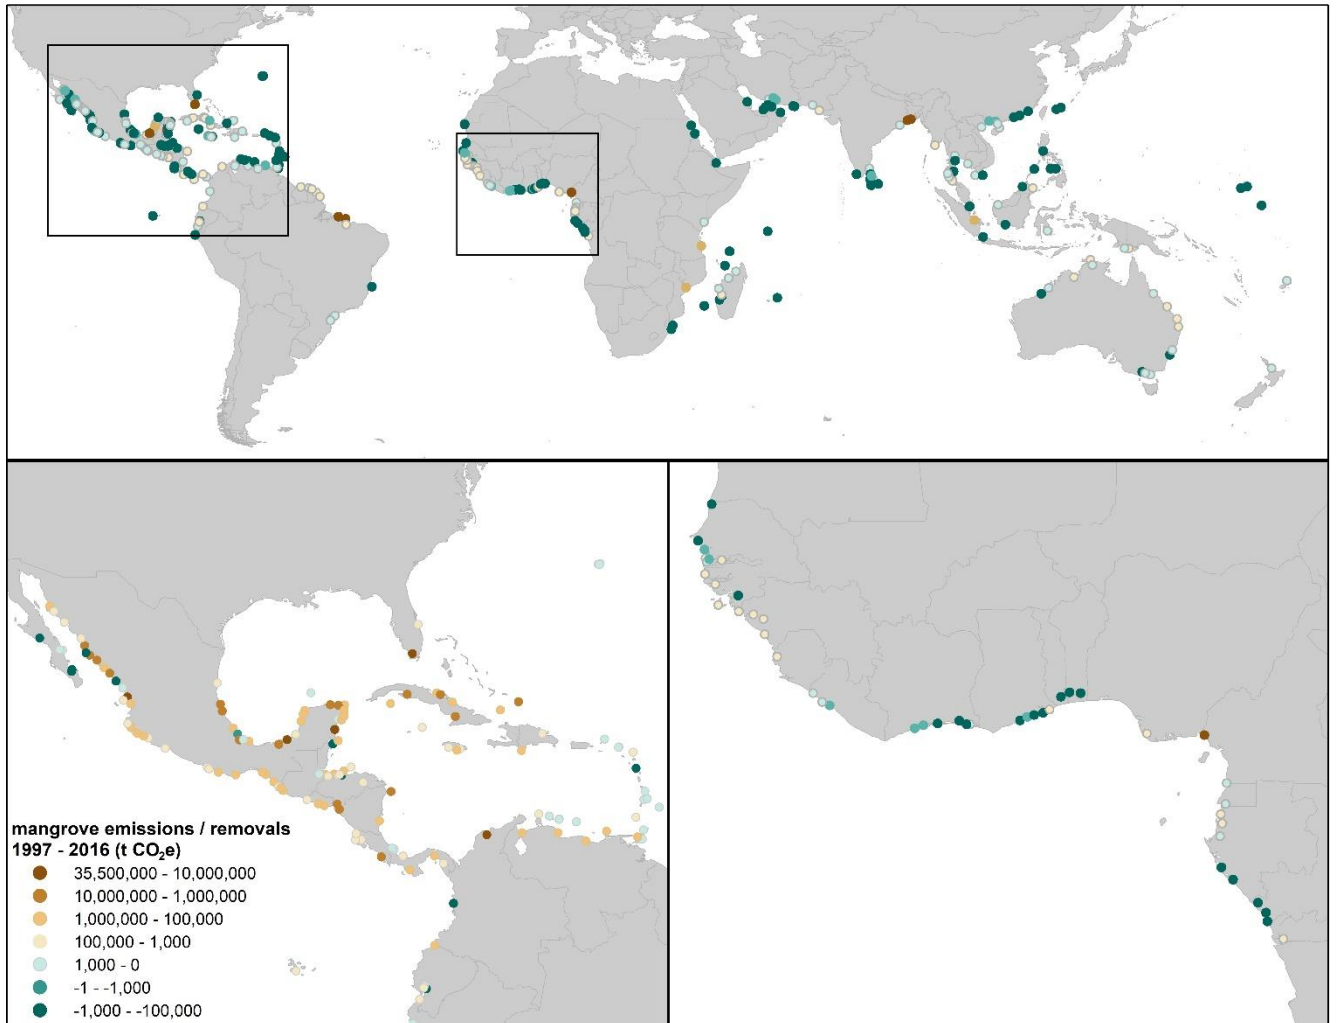 mangrove emissions / removals
1997 - 2016 (t CO₂e)
35,500,000 - 10,000,000
10,000,000 - 1,000,000
1,000,000 - 100,000
100,000 - 1,000
1,000 - 0
-1 - -1,000
-1,000 - -100,000